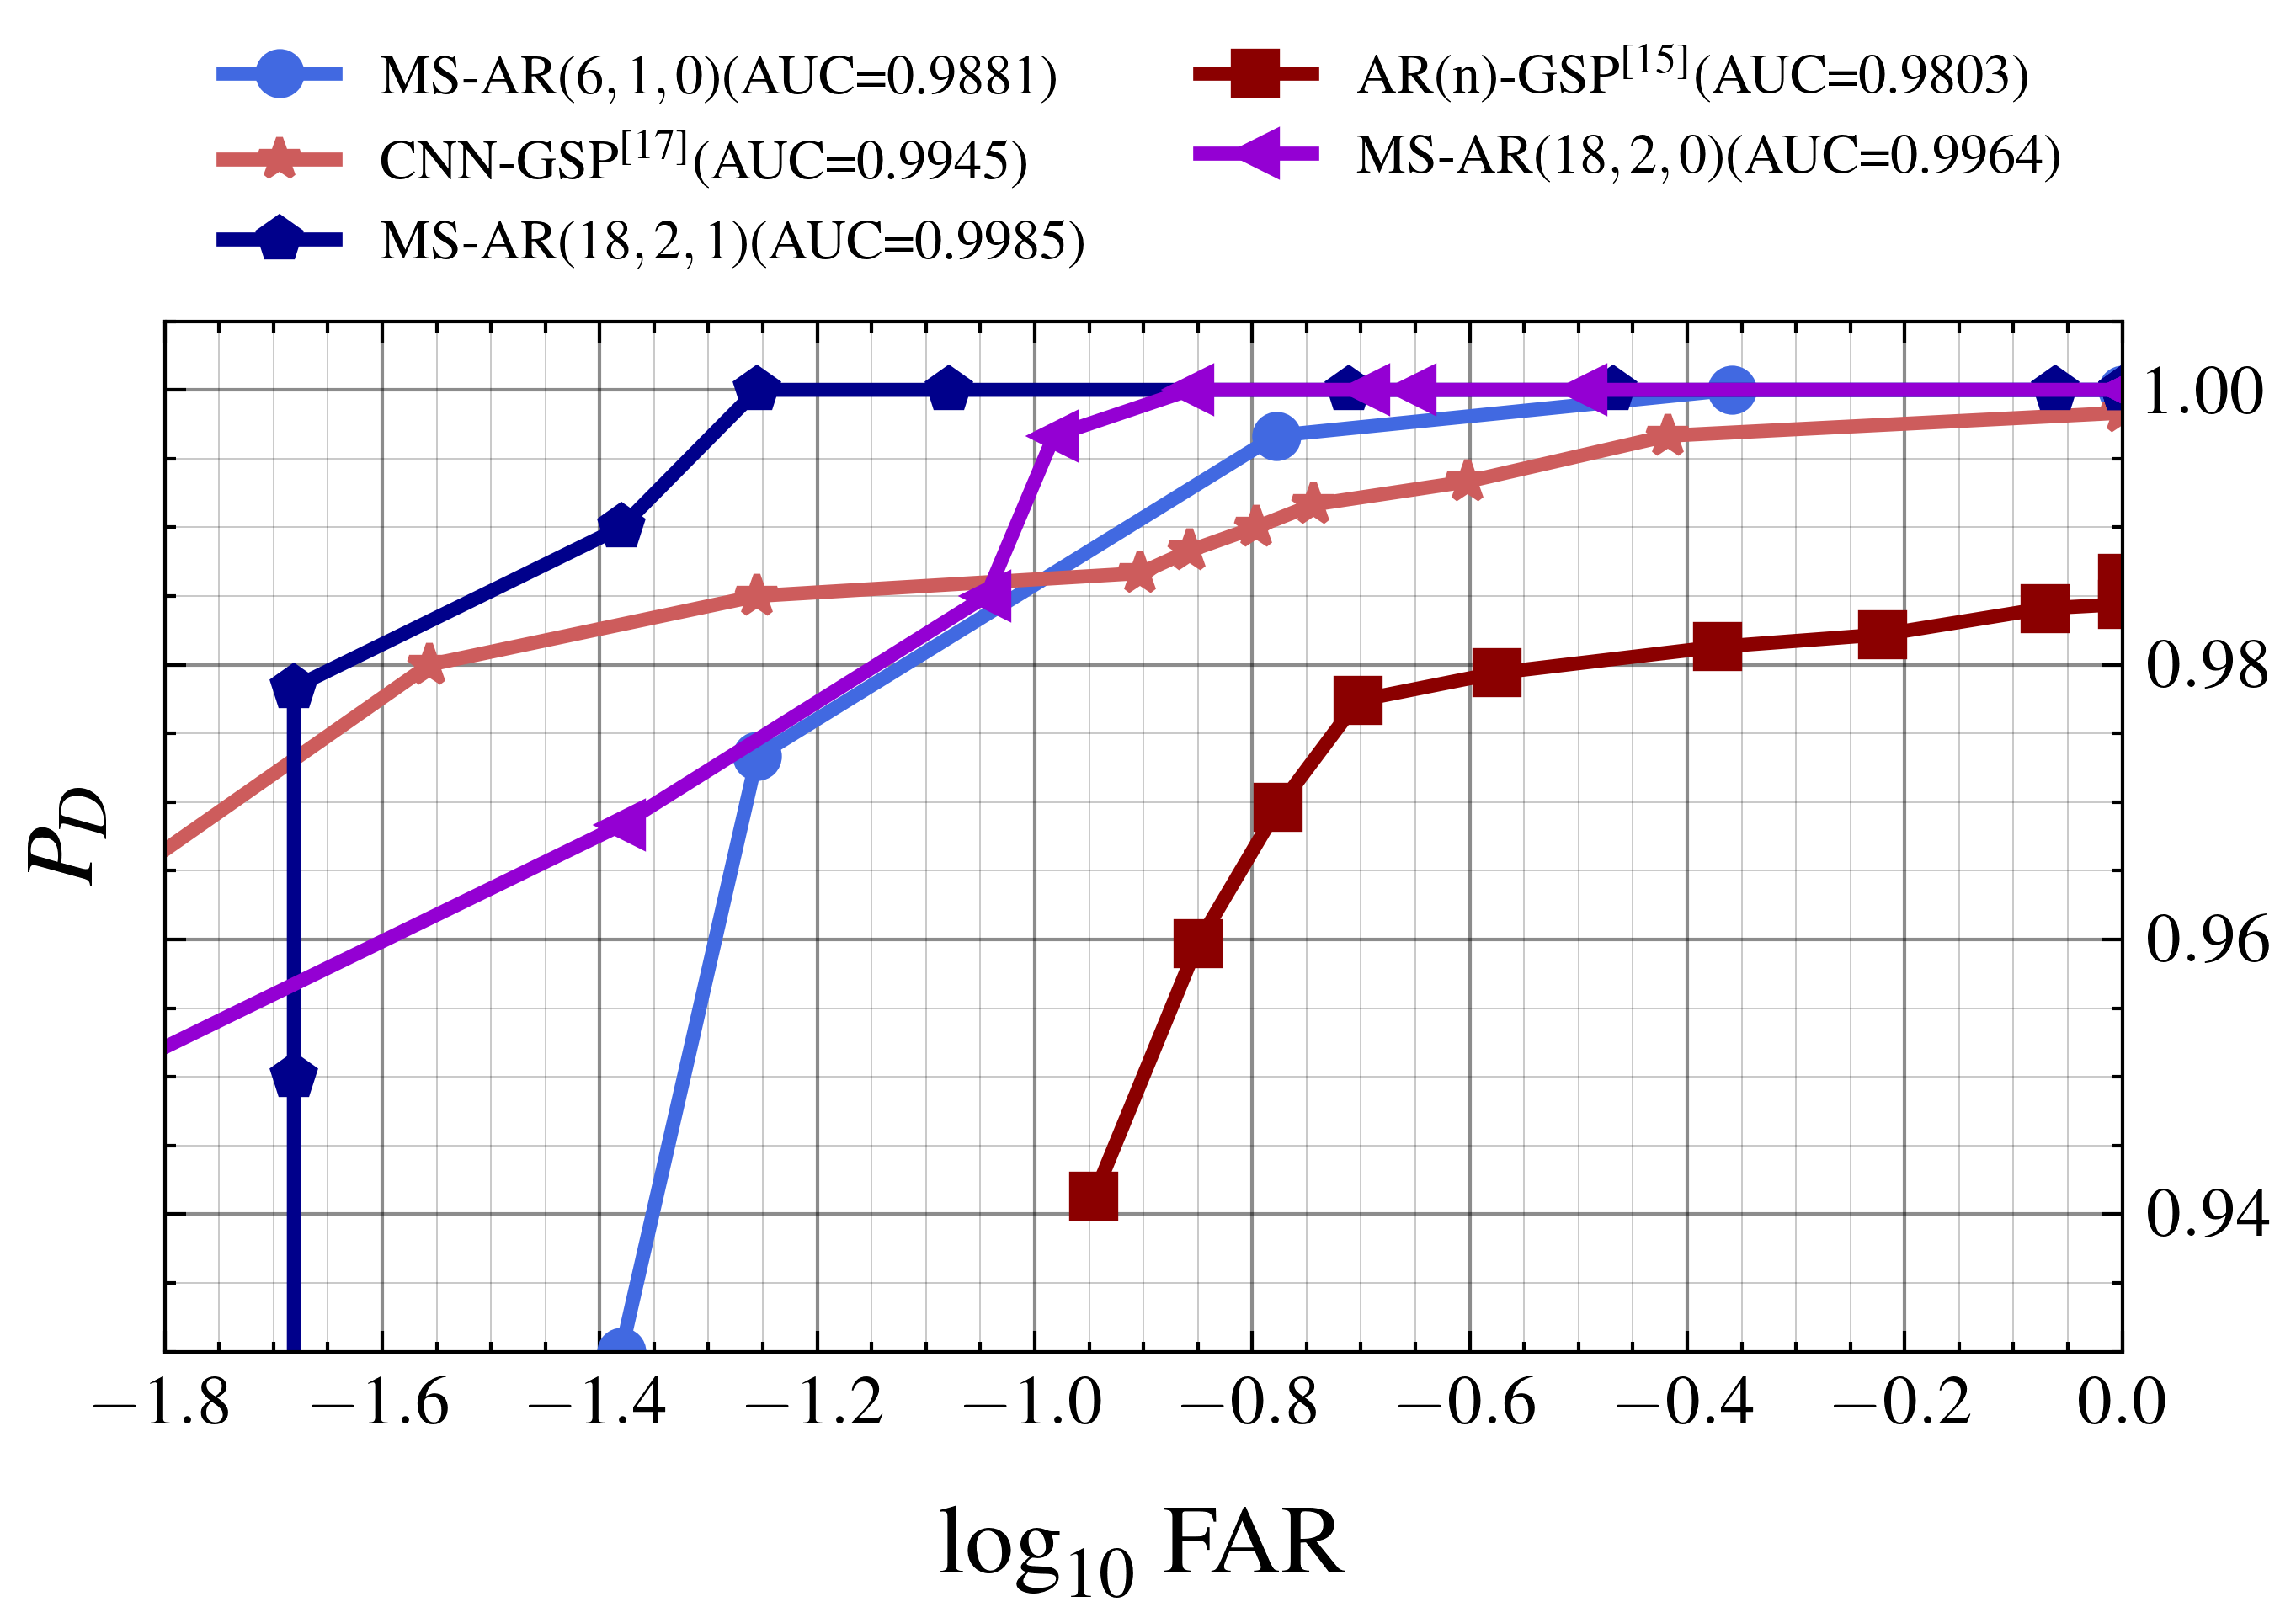 MS-AR(6,1,0)(AUC=0.9881)
CNN-GSP[17](AUC=0.9945)
MS-AR(18,2,1)(AUC=0.9985)
AR(n)-GSP[15](AUC=0.9803)
MS-AR(18,2,0)(AUC=0.9964)
1.00
0.98
0.96
0.94
P_D
−1.8 −1.6 −1.4 −1.2 −1.0 −0.8 −0.6 −0.4 −0.2 0.0
log10 FAR